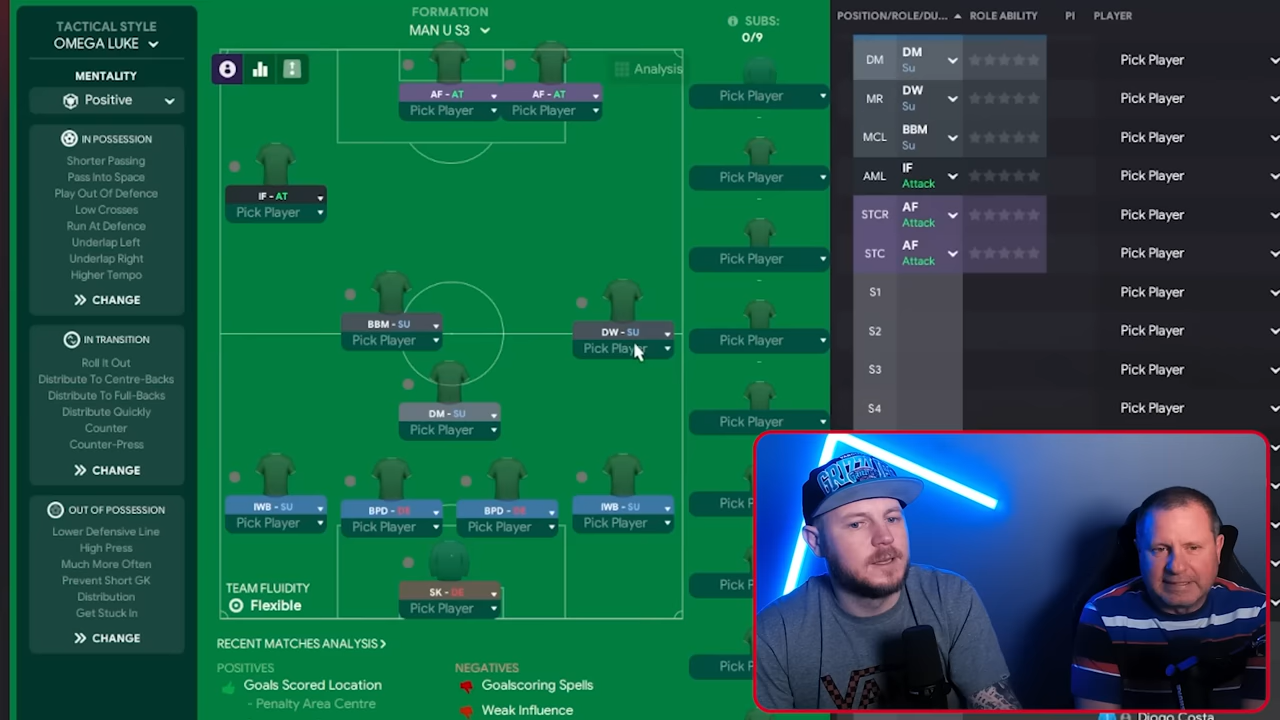 TACTICAL STYLE
OMEGA LUKE
MENTALITY
Positive
IN POSSESSION
Shorter Passing
Pass Into Space
Play Out Of Defence
Low Crosses
Run At Defence
Underlap Left
Underlap Right
Higher Tempo
CHANGE
IN TRANSITION
Roll It Out
Distribute To Centre-Backs
Distribute To Full-Backs
Distribute Quickly
Counter
Counter-Press
CHANGE
OUT OF POSSESSION
Lower Defensive Line
High Press
Much More Often
Prevent Short GK
Distribution
Get Stuck In
CHANGE
FORMATION
MAN U S3
Analysis
AF - AT
Pick Player
AF - AT
Pick Player
IF - AT
Pick Player
BBM - SU
Pick Player
DW - SU
Pick Player
DM - SU
Pick Player
IWB - SU
Pick Player
BPD - DE
Pick Player
BPD - DE
Pick Player
IWB - SU
Pick Player
SK - DE
Pick Player
TEAM FLUIDITY
Flexible
RECENT MATCHES ANALYSIS
POSITIVES
Goals Scored Location
- Penalty Area Centre
NEGATIVES
Goalscoring Spells
Weak Influence
SUBS:
0/9
Pick Player
-
Pick Player
-
Pick Player
-
Pick Player
-
Pick Player
Pick
Pick
Pick
POSITION/ROLE/DU... ROLE ABILITY PI PLAYER
DM DM Su Pick Player
MR DW Su Pick Player
MCL BBM Su Pick Player
AML IF Attack Pick Player
STCR AF Attack Pick Player
STC AF Attack Pick Player
S1 Pick Player
S2 Pick Player
S3 Pick Player
S4 Pick Player
Diogo Costa